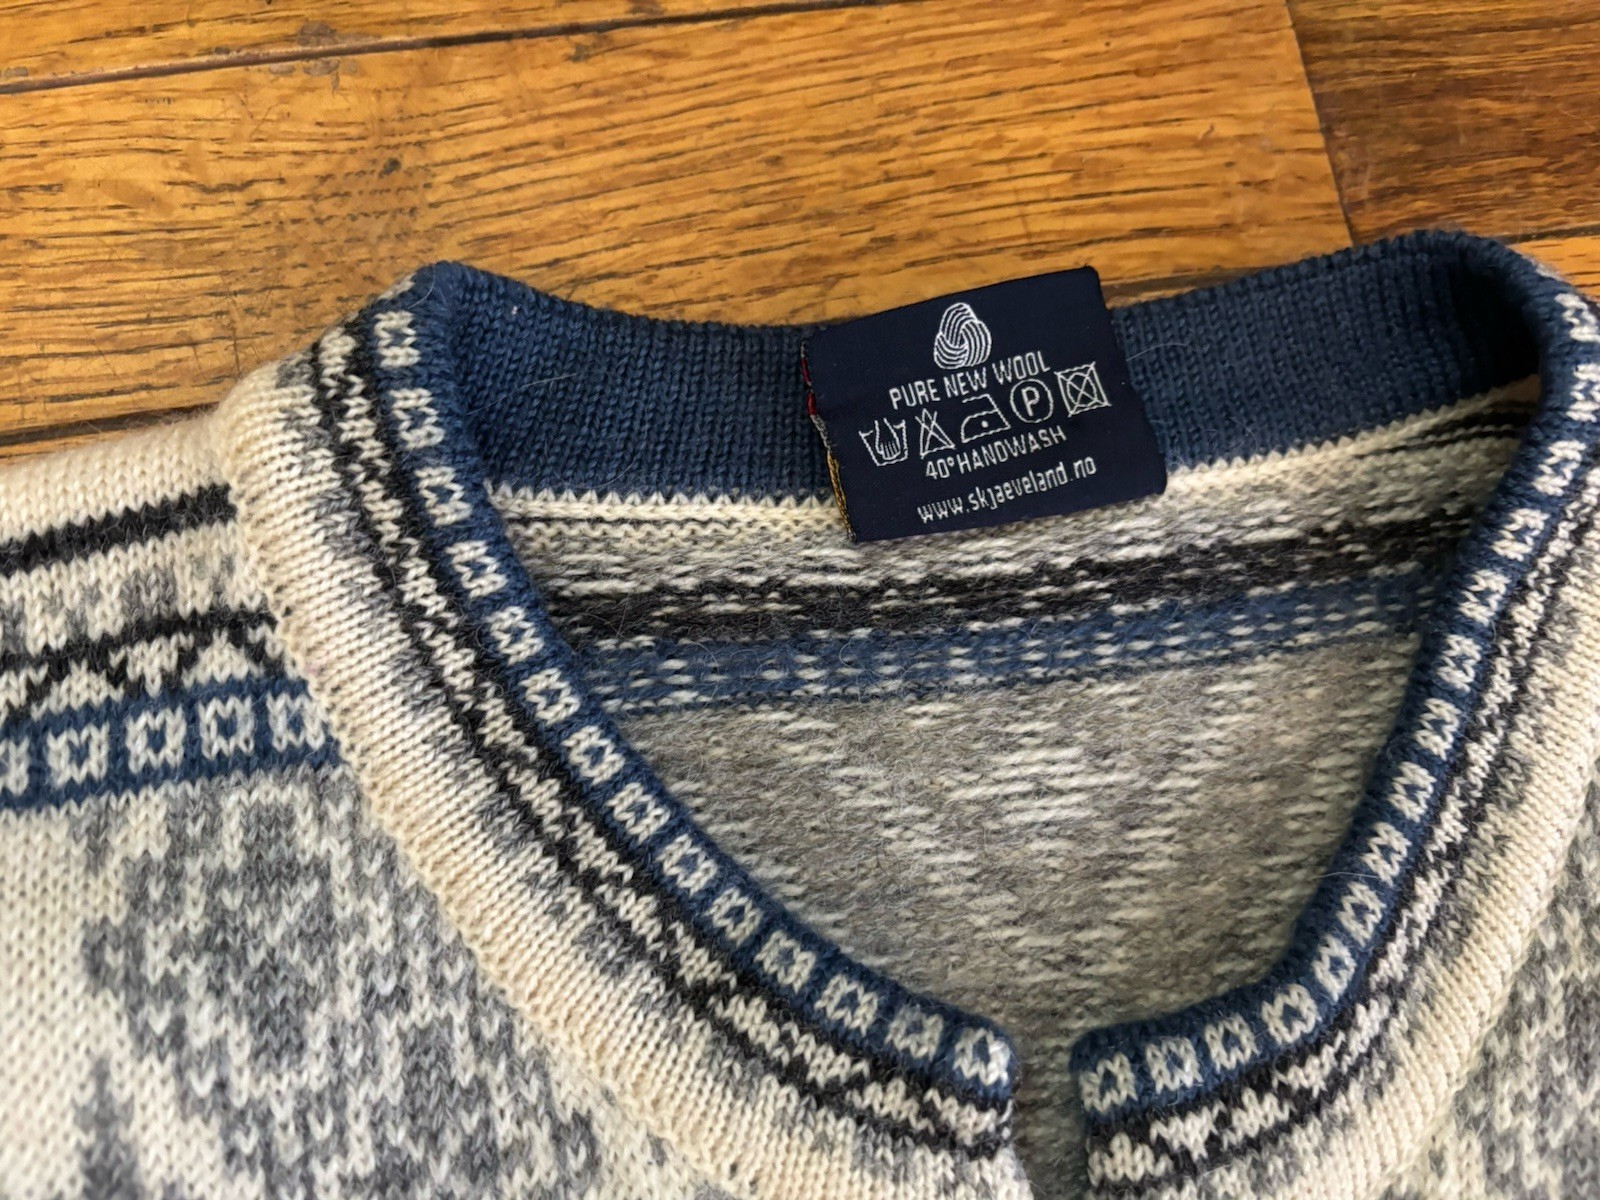 PURE NEW WOOL
P
40° HANDWASH
www.skjaeveland.no